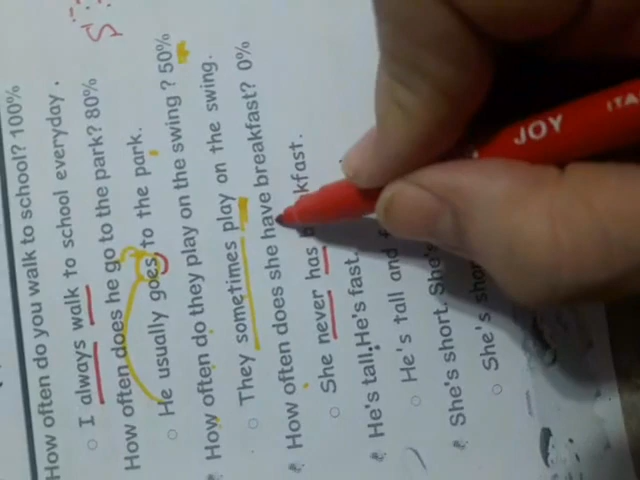 How often do you walk to school? 100%
I always walk to school everyday.
How often does he go to the park? 80%
He usually goes to the park.
How often do they play on the swing ? 50%
They sometimes play on the swing.
How often does she have breakfast? 0%
She never has kfast.
He's tall. He's fast.
He's tall and
She's short. She's
She's
JOY